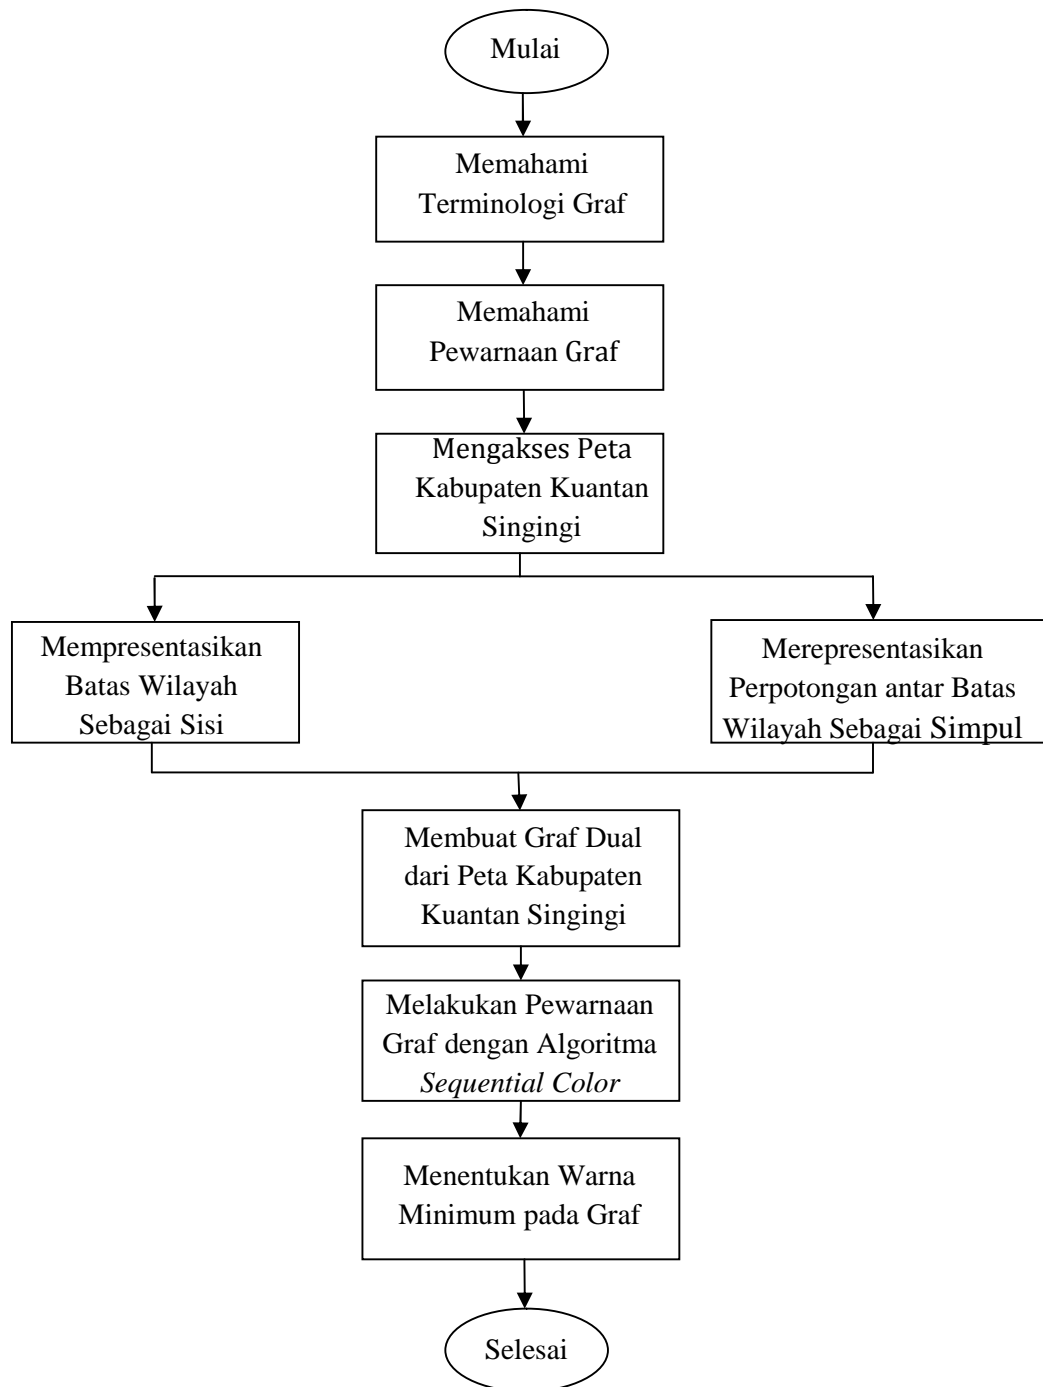 Mulai
Memahami
Terminologi Graf
Memahami
Pewarnaan Graf
Mengakses Peta
Kabupaten Kuantan
Singingi
Mempresentasikan
Batas Wilayah
Sebagai Sisi
Merepresentasikan
Perpotongan antar Batas
Wilayah Sebagai Simpul
Membuat Graf Dual
dari Peta Kabupaten
Kuantan Singingi
Melakukan Pewarnaan
Graf dengan Algoritma
Sequential Color
Menentukan Warna
Minimum pada Graf
Selesai